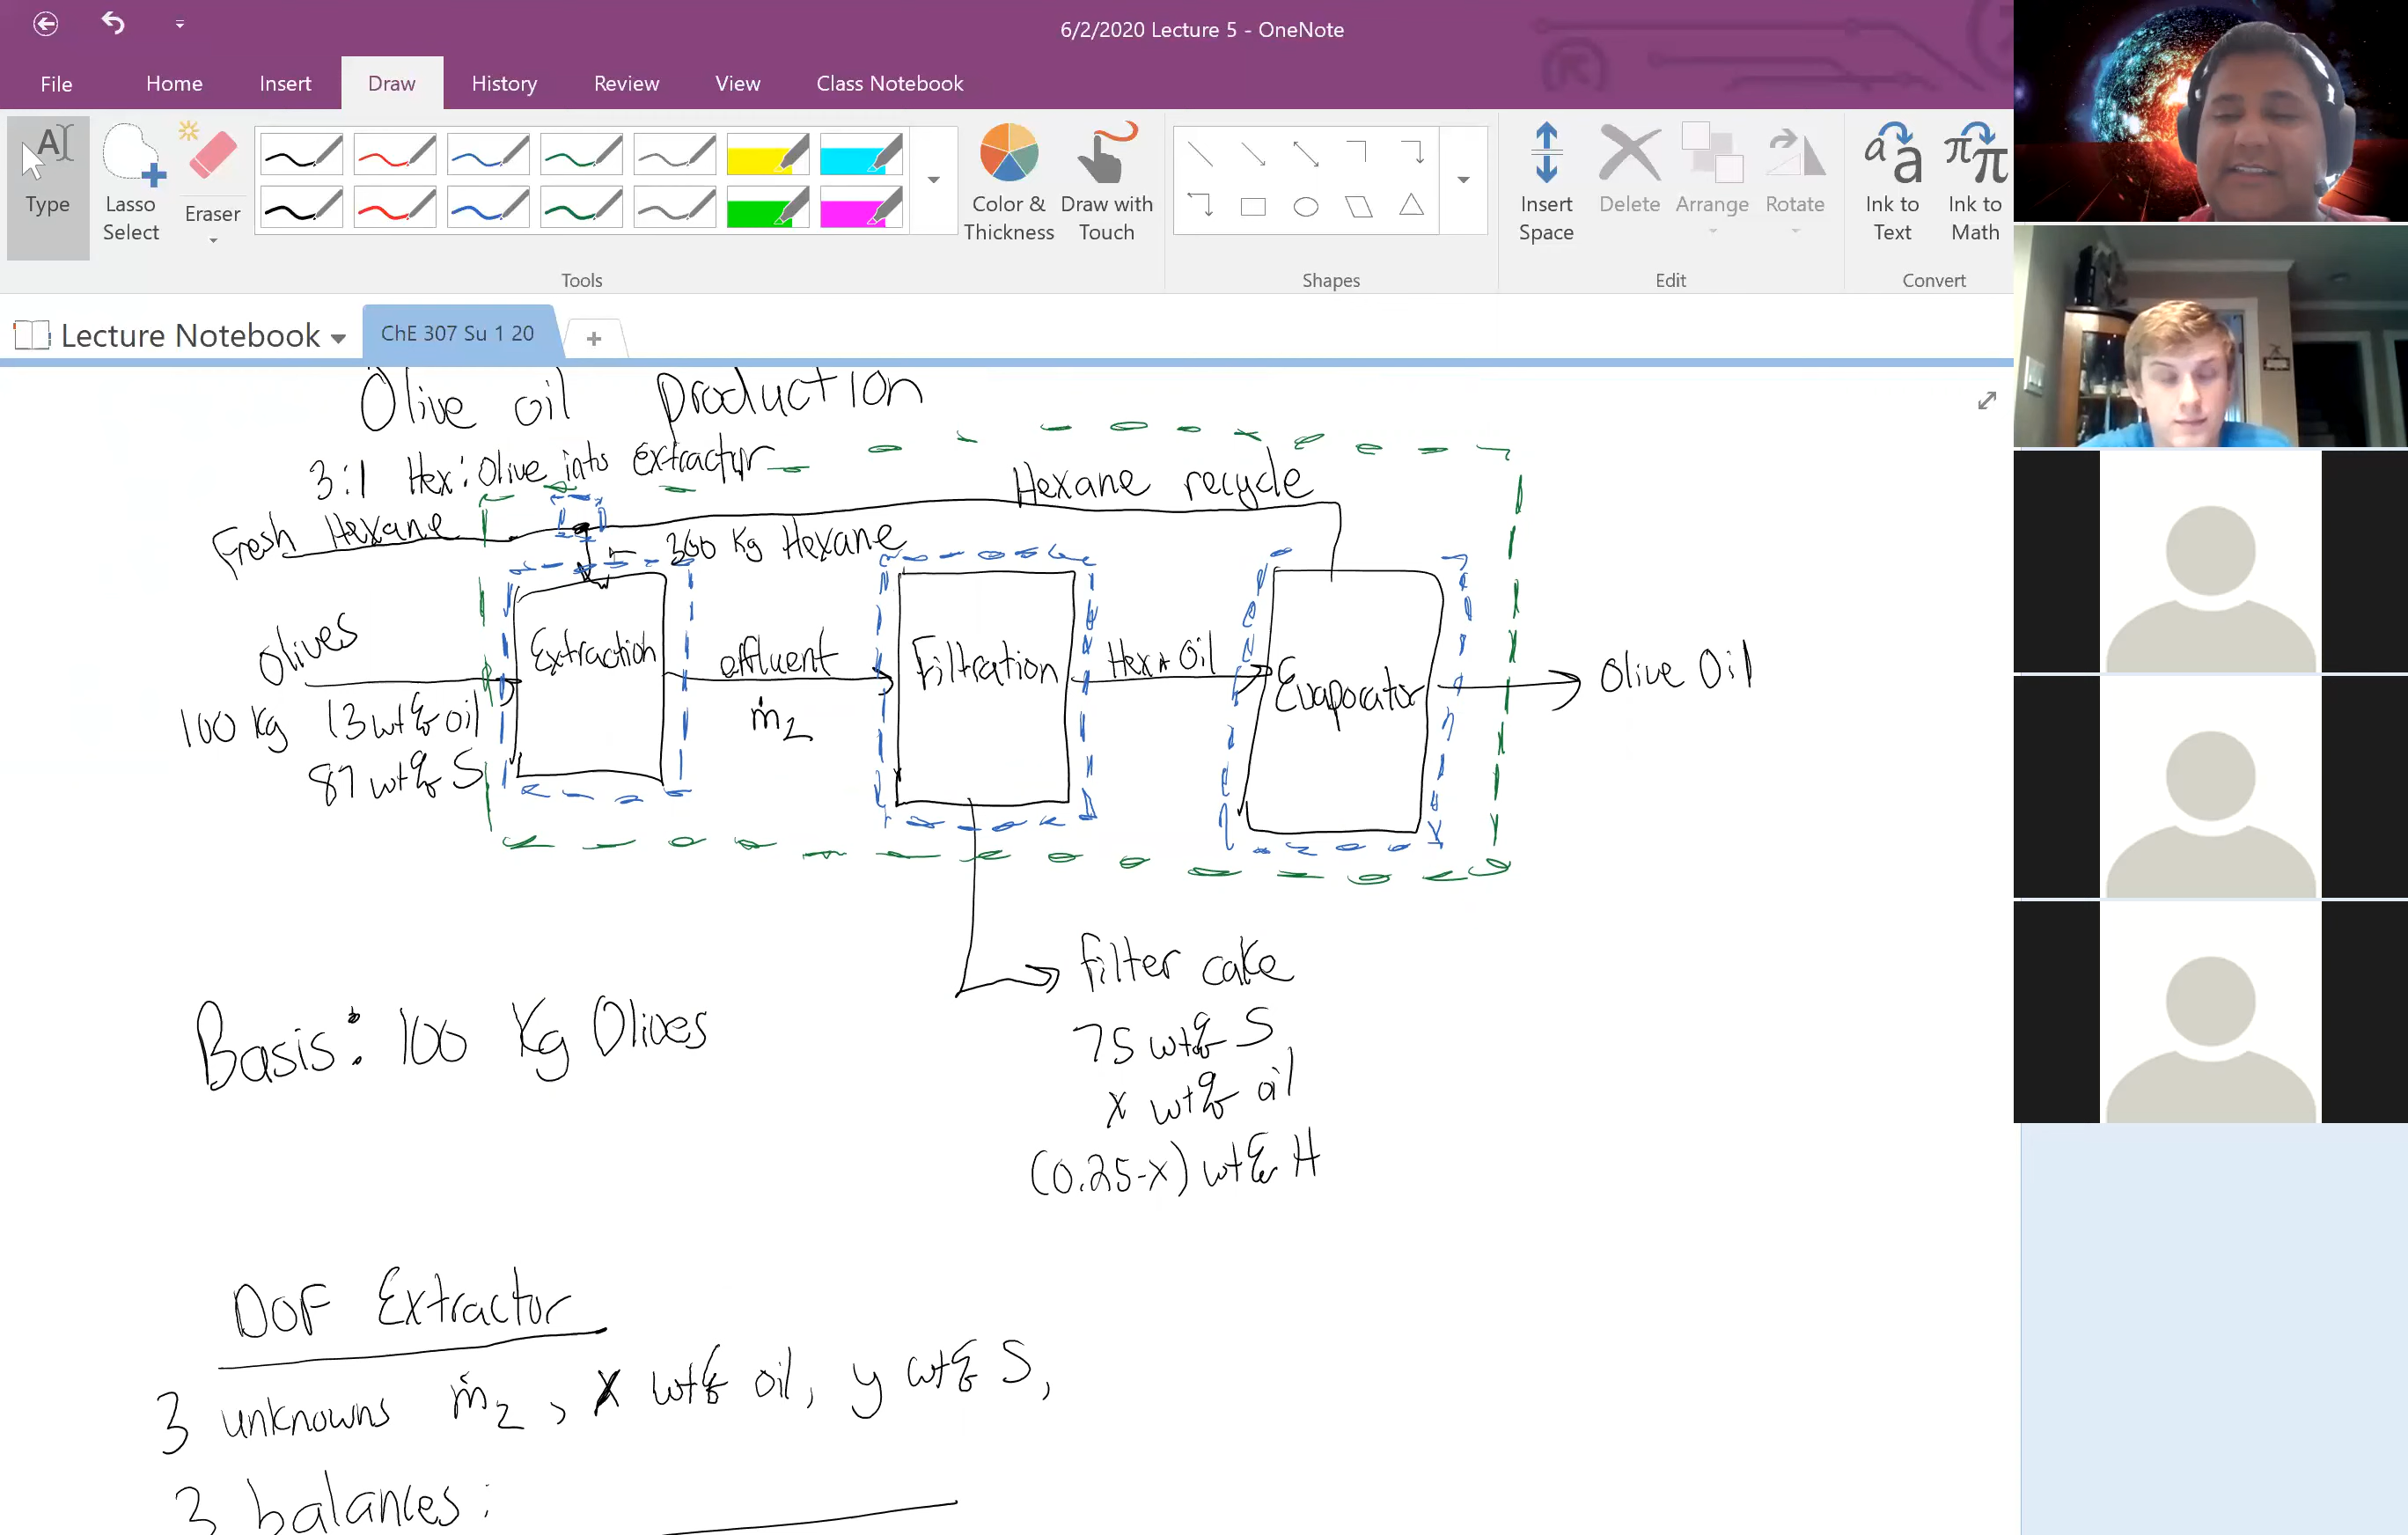 6/2/2020 Lecture 5 - OneNote
File Home Insert Draw History Review View Class Notebook
Type Lasso Select Eraser Color & Thickness Draw with Touch Insert Space Delete Arrange Rotate Ink to Text Ink to Math
Tools Shapes Edit Convert
Lecture Notebook ChE 307 Su 1 20 +
Olive oil Production
3:1 Hex:Olive into Extractor
Hexane recycle
Fresh Hexane
300 Kg Hexane
Olives
Extraction effluent Filtration Hex + Oil Evaporator Olive Oil
100 Kg 13 wt% oil
ṁ2
87 wt% S
filter cake
Basis: 100 Kg Olives
75 wt% S
x wt% oil
(0.25-x) wt% H
DOF Extractor
3 unknowns ṁ2, x wt% oil, y wt% S,
3 balances: